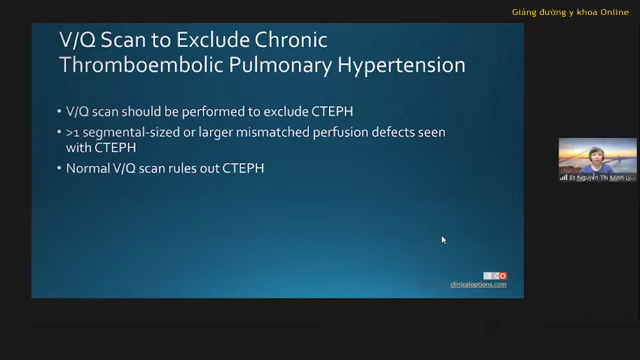 Giảng đường y khoa Online
V/Q Scan to Exclude Chronic
Thromboembolic Pulmonary Hypertension
• V/Q scan should be performed to exclude CTEPH
• >1 segmental-sized or larger mismatched perfusion defects seen
with CTEPH
• Normal V/Q scan rules out CTEPH
Bs Nguyễn Thị Minh Lý
clinicaloptions.com